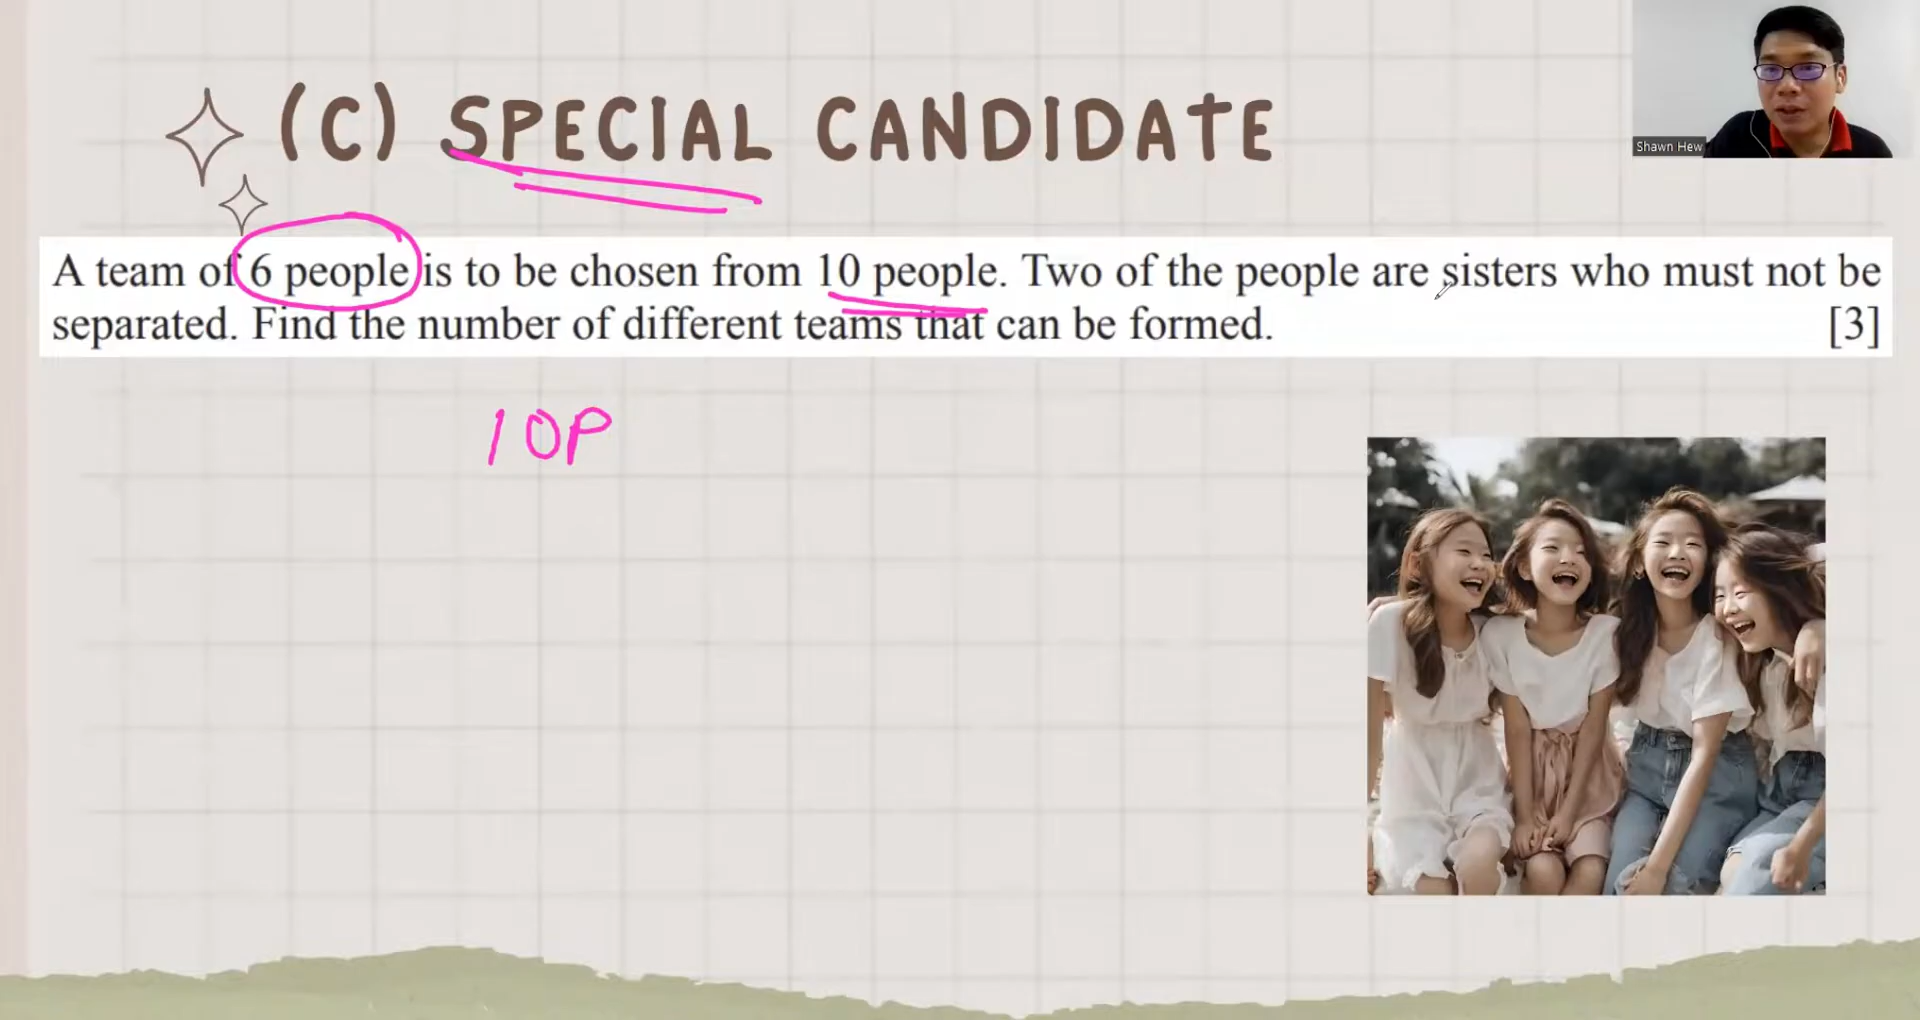 (C) SPECIAL CANDIDATE
Shawn Hew
A team of 6 people is to be chosen from 10 people. Two of the people are sisters who must not be
separated. Find the number of different teams that can be formed. [3]
10P